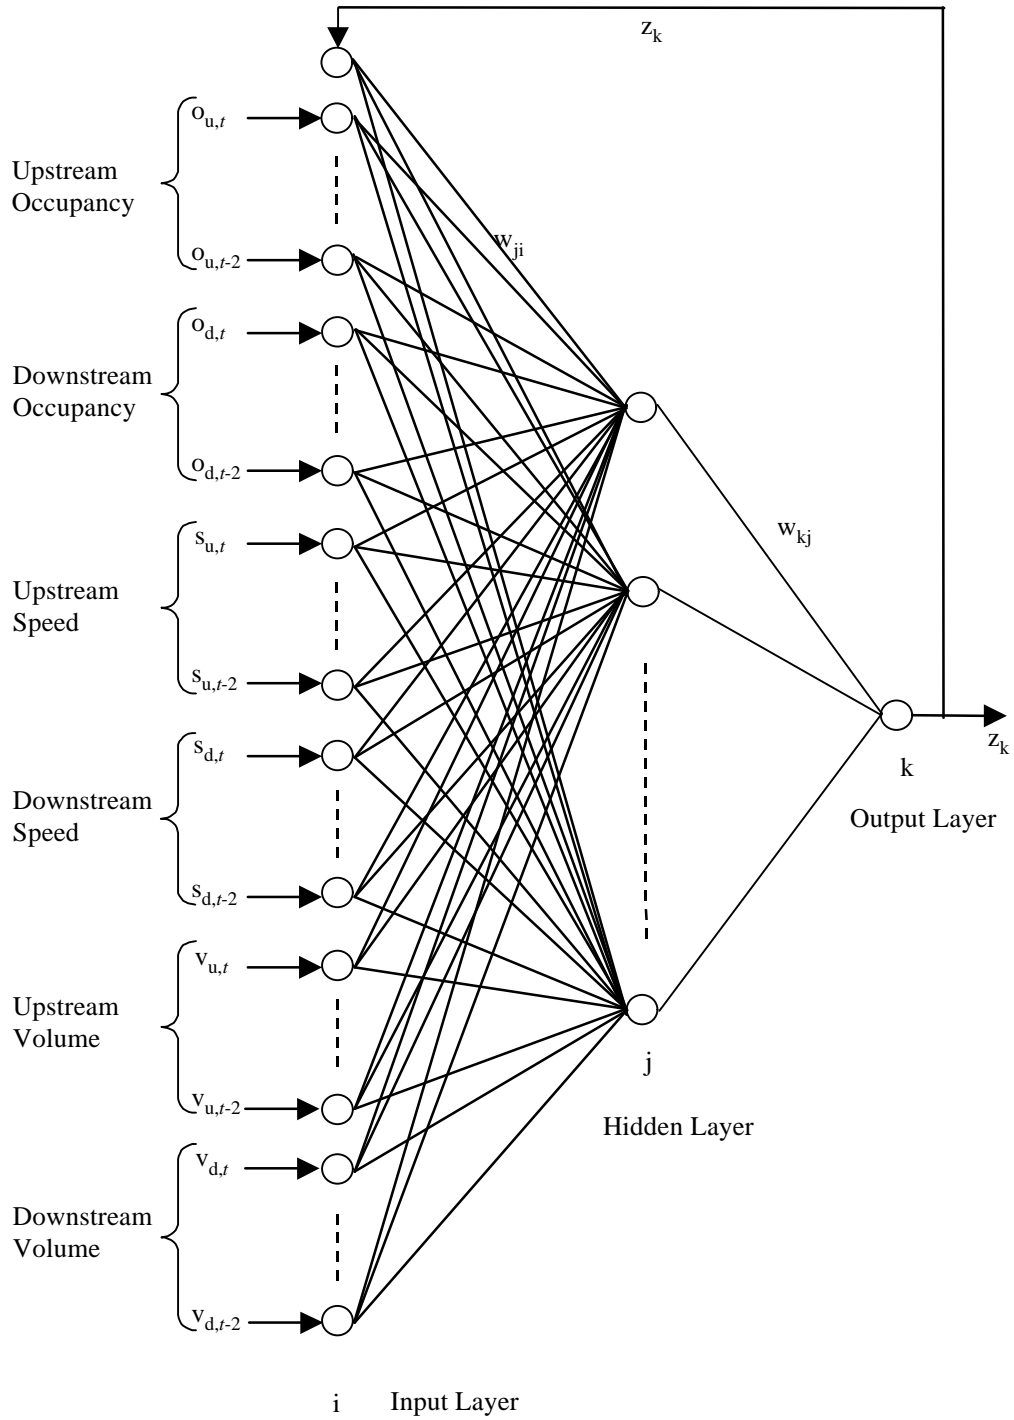 z_k
o_u,t
Upstream
Occupancy
w_ji
o_u,t-2
o_d,t
Downstream
Occupancy
o_d,t-2
s_u,t
w_kj
Upstream
Speed
s_u,t-2
s_d,t
z_k
k
Downstream
Speed
Output Layer
s_d,t-2
v_u,t
Upstream
Volume
j
v_u,t-2
Hidden Layer
v_d,t
Downstream
Volume
v_d,t-2
i Input Layer